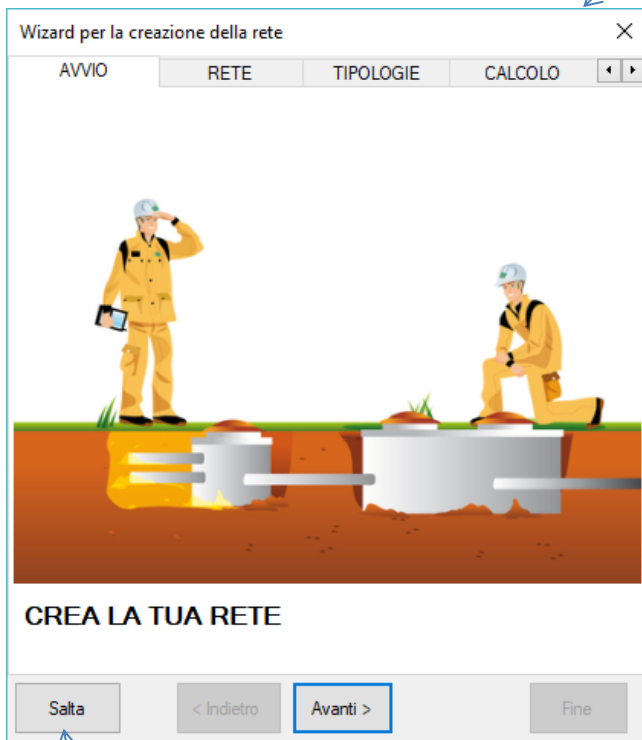 Wizard per la creazione della rete
AVVIO RETE TIPOLOGIE CALCOLO
CREA LA TUA RETE
Salta < Indietro Avanti > Fine